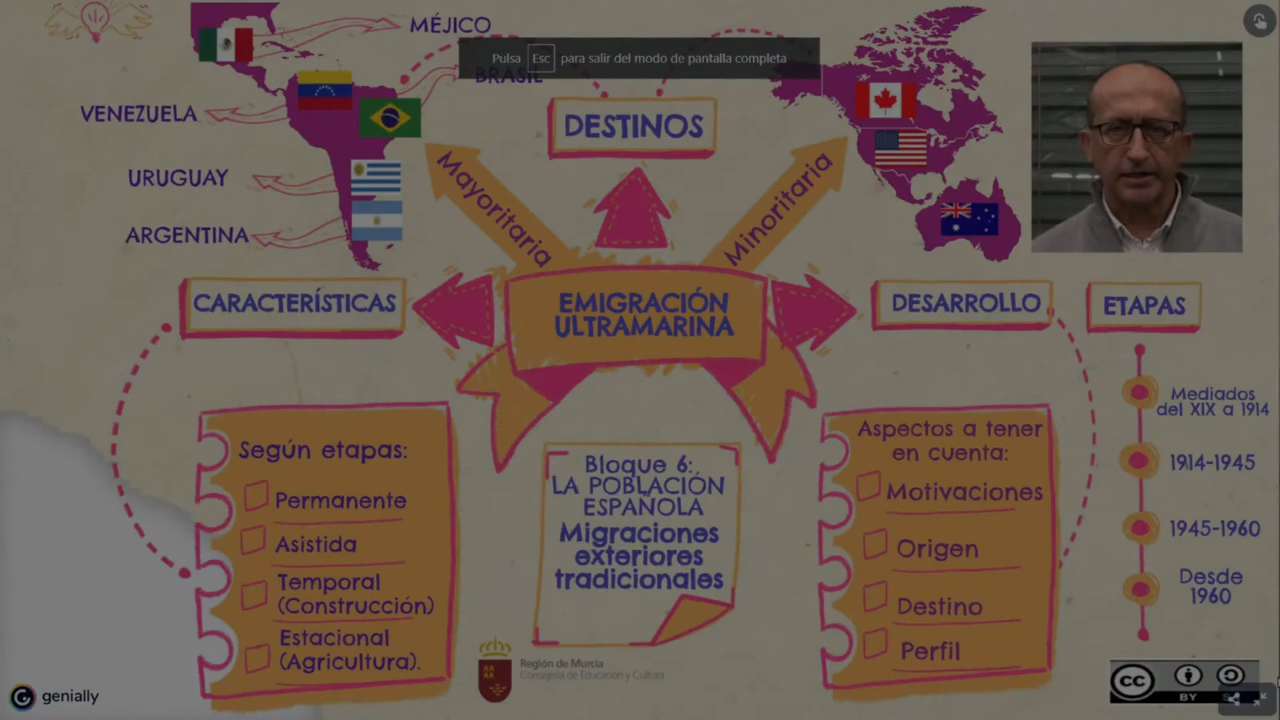 MÉJICO
Pulsa Esc para salir del modo de pantalla completa
BRASIL
VENEZUELA
DESTINOS
URUGUAY
Mayoritaria
Minoritaria
ARGENTINA
CARACTERÍSTICAS
EMIGRACIÓN
ULTRAMARINA
DESARROLLO
ETAPAS
Según etapas:
Permanente
Asistida
Temporal
(Construcción)
Estacional
(Agricultura).
Bloque 6:
LA POBLACIÓN
ESPAÑOLA
Migraciones
exteriores
tradicionales
Aspectos a tener
en cuenta:
Motivaciones
Origen
Destino
Perfil
Mediados
del XIX a 1914
1914-1945
1945-1960
Desde
1960
Región de Murcia
Consejería de Educación y Cultura
genially
CC
BY